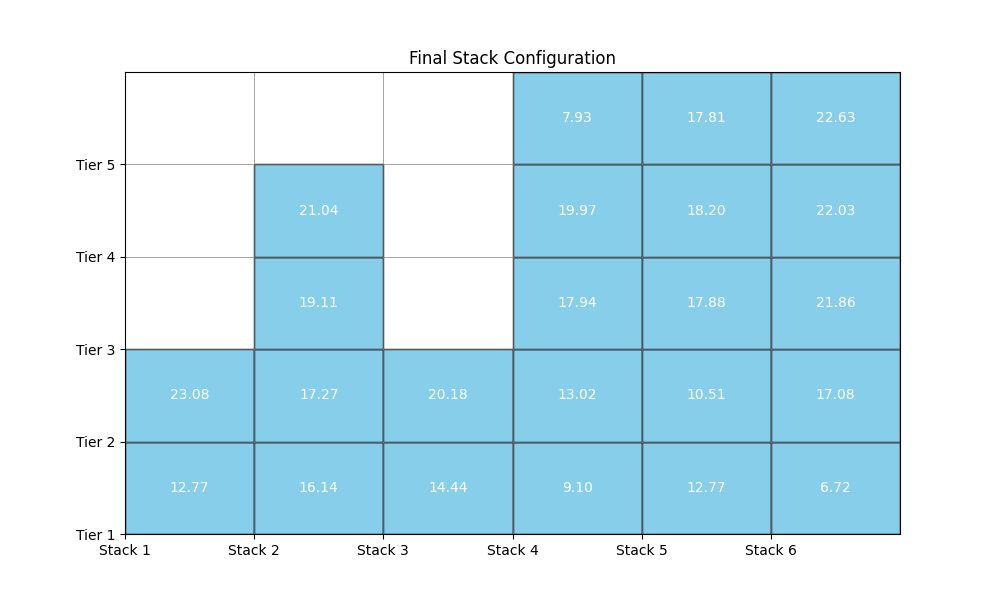 Final Stack Configuration
7.93 17.81 22.63
Tier 5
21.04 19.97 18.20 22.03
Tier 4
19.11 17.94 17.88 21.86
Tier 3
23.08 17.27 20.18 13.02 10.51 17.08
Tier 2
12.77 16.14 14.44 9.10 12.77 6.72
Tier 1
Stack 1 Stack 2 Stack 3 Stack 4 Stack 5 Stack 6